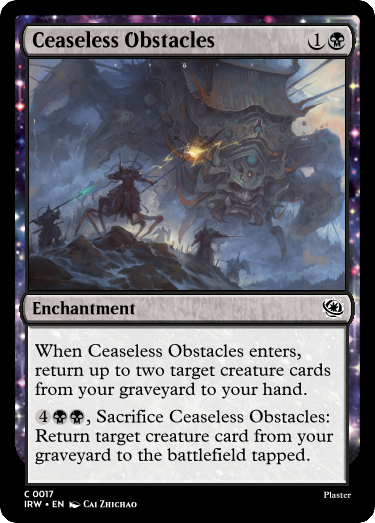 Ceaseless Obstacles 1
Enchantment
When Ceaseless Obstacles enters,
return up to two target creature cards
from your graveyard to your hand.
4, Sacrifice Ceaseless Obstacles:
Return target creature card from your
graveyard to the battlefield tapped.
C 0017
Plaster
IRW • EN Cai Zhichao